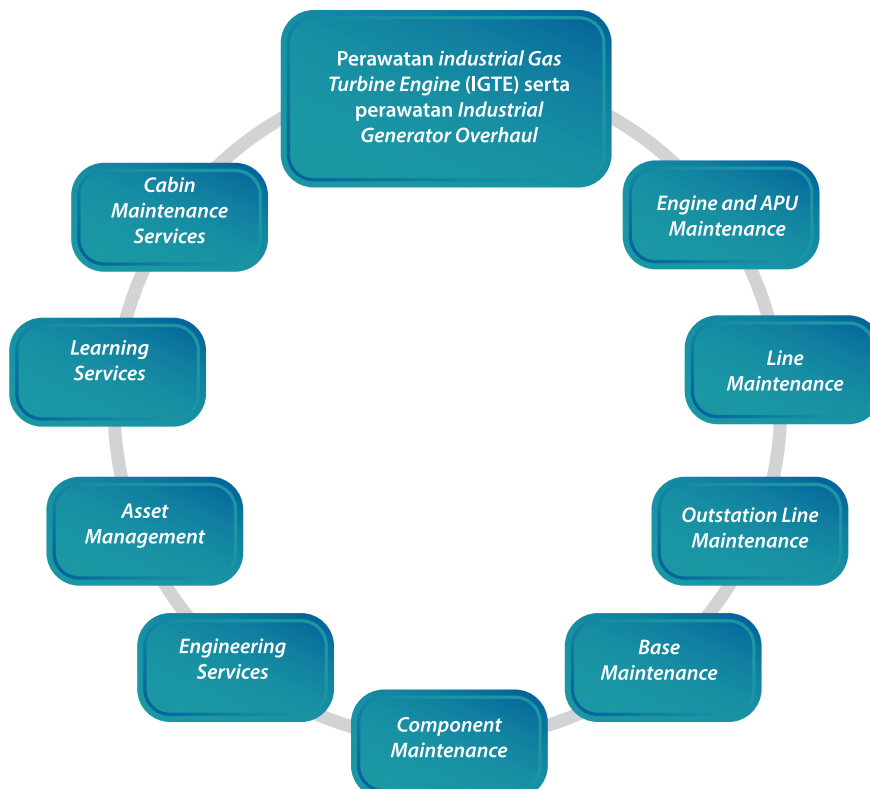 Perawatan industrial Gas
Turbine Engine (IGTE) serta
perawatan Industrial
Generator Overhaul
Engine and APU
Maintenance
Line
Maintenance
Outstation Line
Maintenance
Base
Maintenance
Component
Maintenance
Engineering
Services
Asset
Management
Learning
Services
Cabin
Maintenance
Services